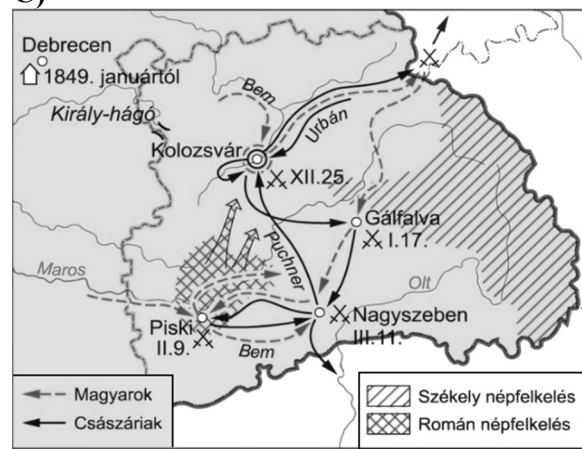 C)
Debrecen
1849. januártól
Király-hágó
Bem
Urbán
Kolozsvár
XII.25.
Gálfalva
I.17.
Puchner
Maros
Olt
Piski
II.9.
Bem
Nagyszeben
III.11.
Magyarok
Császáriak
Székely népfelkelés
Román népfelkelés